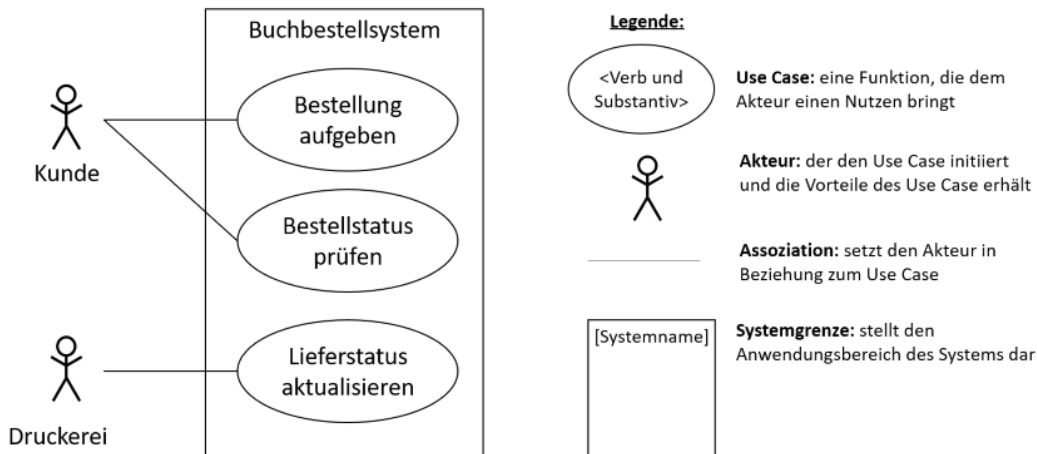 Buchbestellsystem
Bestellung
aufgeben
Kunde
Bestellstatus
prüfen
Lieferstatus
aktualisieren
Druckerei
Legende:
<Verb und
Substantiv>
Use Case: eine Funktion, die dem
Akteur einen Nutzen bringt
Akteur: der den Use Case initiiert
und die Vorteile des Use Case erhält
Assoziation: setzt den Akteur in
Beziehung zum Use Case
[Systemname]
Systemgrenze: stellt den
Anwendungsbereich des Systems dar